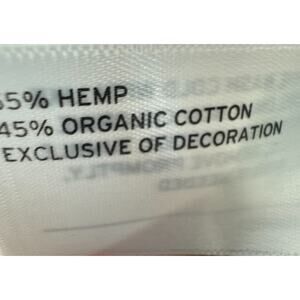 55% HEMP
45% ORGANIC COTTON
EXCLUSIVE OF DECORATION